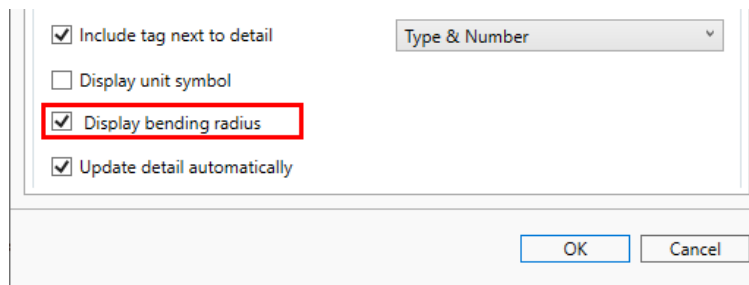 Include tag next to detail Type & Number
Display unit symbol
Display bending radius
Update detail automatically
OK Cancel